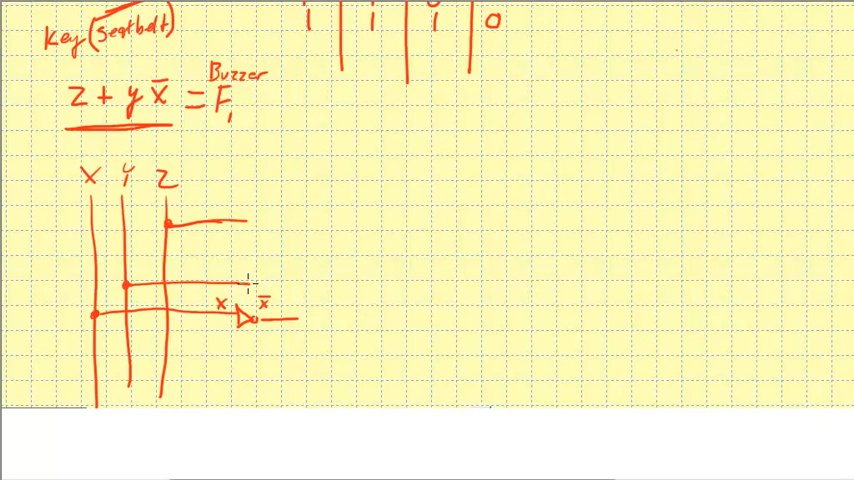 1 1 1 0
Key (seatbelt)
Buzzer
Z + y x̄ = F₁
X Y Z
x x̄